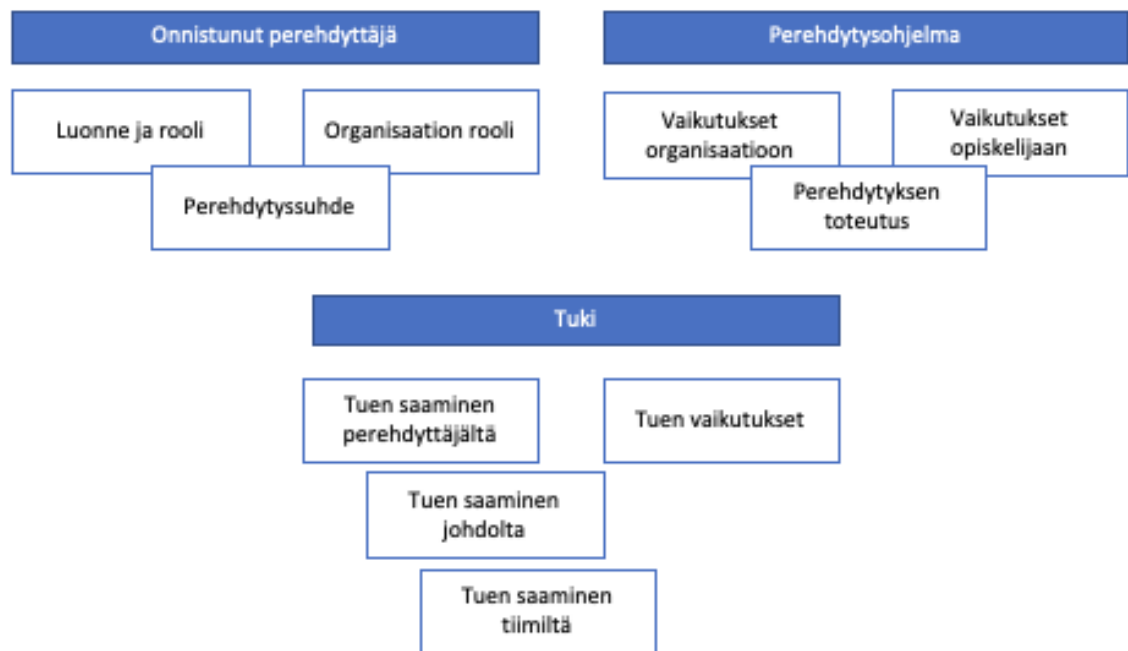 Onnistunut perehdyttäjä
Perehdytysohjelma
Luonne ja rooli
Organisaation rooli
Perehdytyssuhde
Vaikutukset
organisaatioon
Vaikutukset
opiskelijaan
Perehdytyksen
toteutus
Tuki
Tuen saaminen
perehdyttäjältä
Tuen vaikutukset
Tuen saaminen
johdolta
Tuen saaminen
tiimiltä